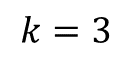 k = 3